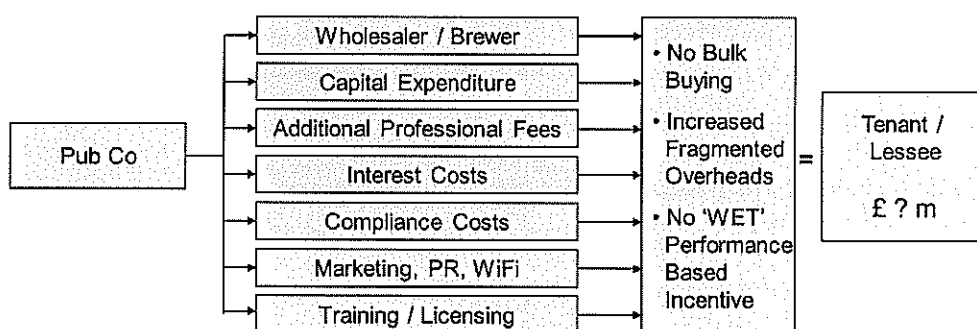 Pub Co
Wholesaler / Brewer
Capital Expenditure
Additional Professional Fees
Interest Costs
Compliance Costs
Marketing, PR, WiFi
Training / Licensing
• No Bulk
Buying
• Increased
Fragmented
Overheads
• No 'WET'
Performance
Based
Incentive
=
Tenant /
Lessee
£ ? m